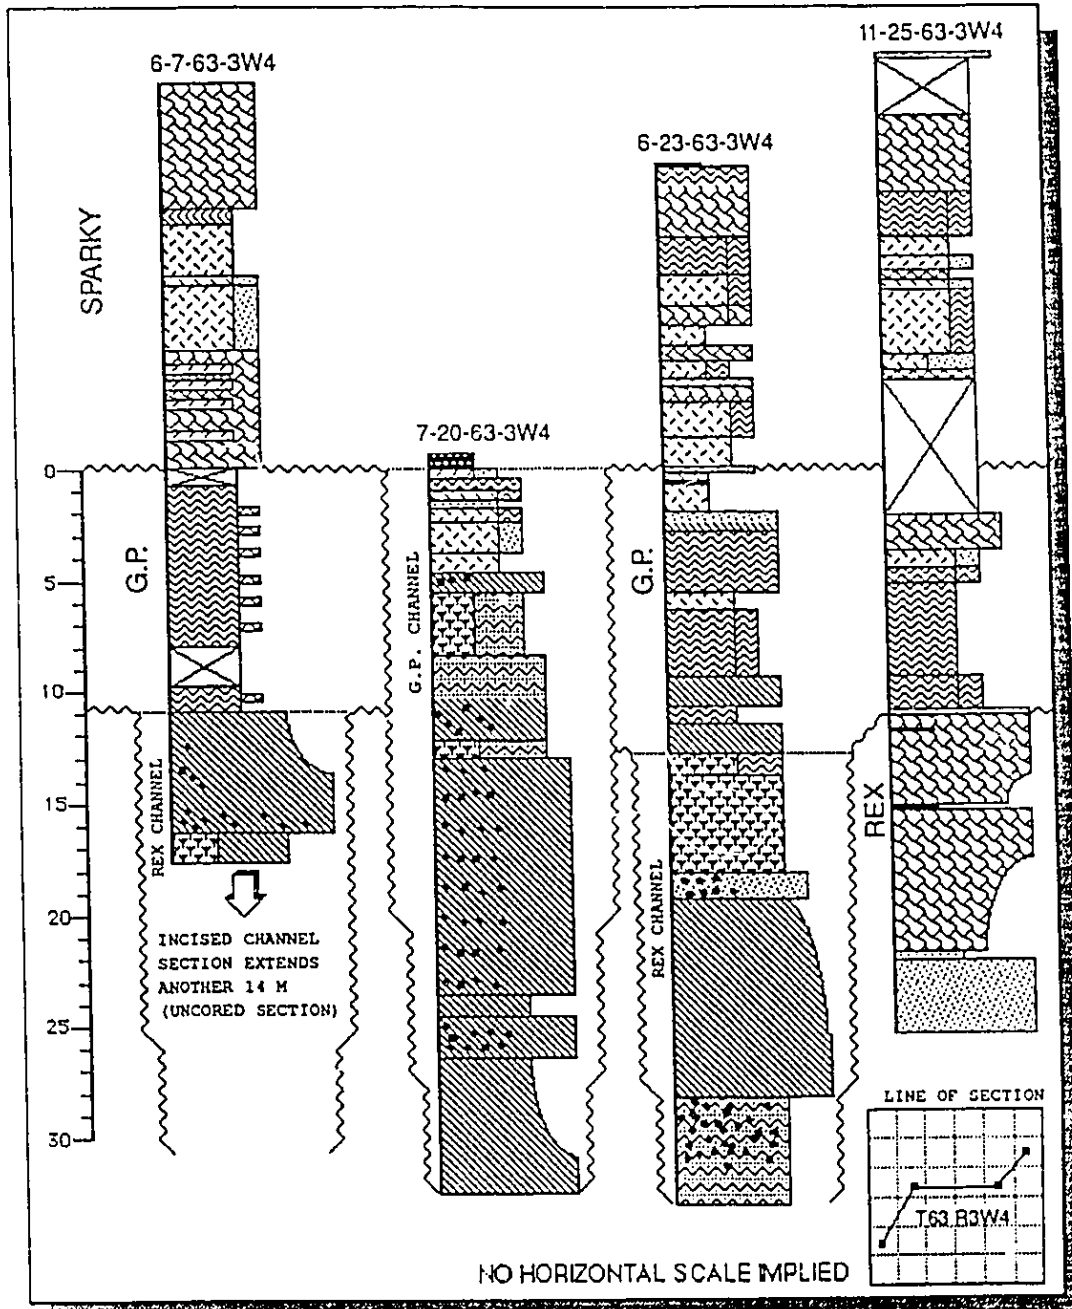 11-25-63-3W4
6-7-63-3W4
6-23-63-3W4
SPARKY
7-20-63-3W4
0
G.P.
G.P. CHANNEL
G.P.
5
10
REX CHANNEL
REX
15
REX CHANNEL
20
INCISED CHANNEL
SECTION EXTENDS
ANOTHER 14 M
(UNCORED SECTION)
25
30
LINE OF SECTION
T63 R3W4
NO HORIZONTAL SCALE IMPLIED